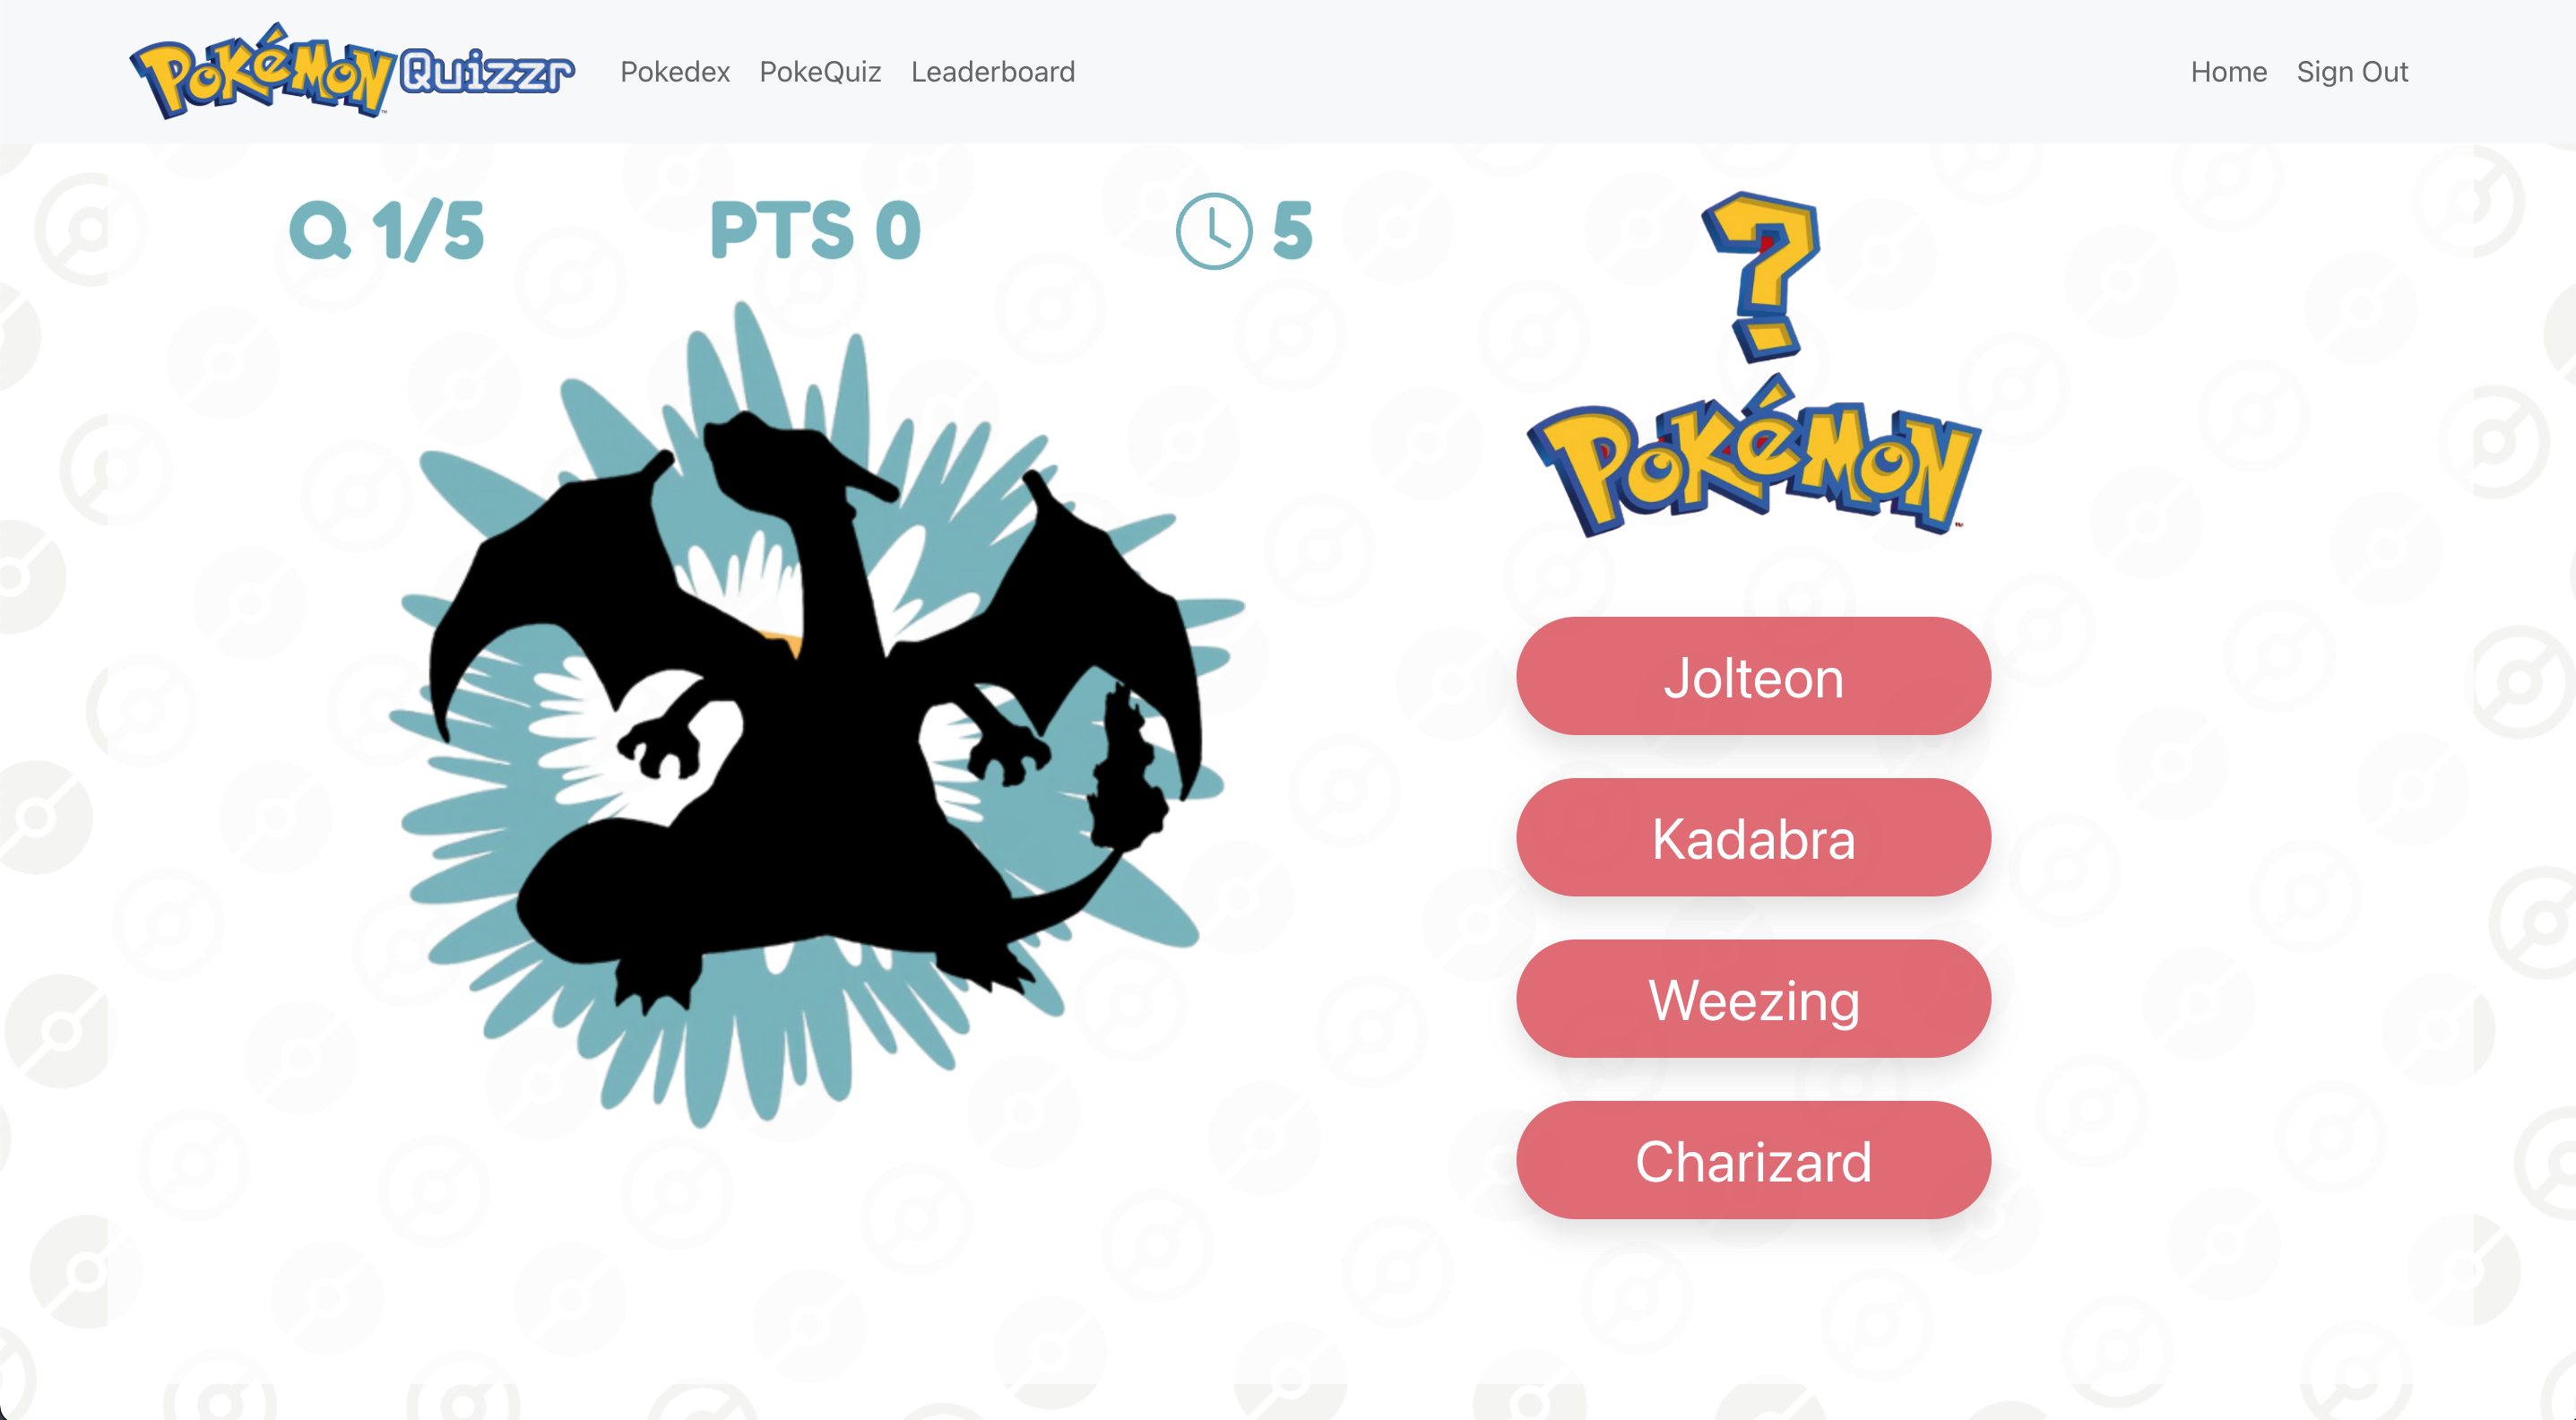 Pokémon Quizzr Pokedex PokeQuiz Leaderboard Home Sign Out
Q 1/5 PTS 0 5
?
Pokémon
Jolteon
Kadabra
Weezing
Charizard